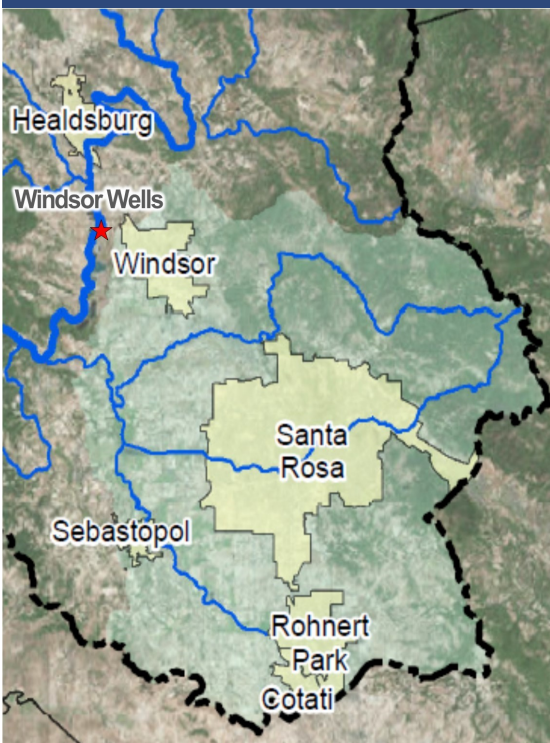 Healdsburg
Windsor Wells
Windsor
Santa
Rosa
Sebastopol
Rohnert
Park
Cotati